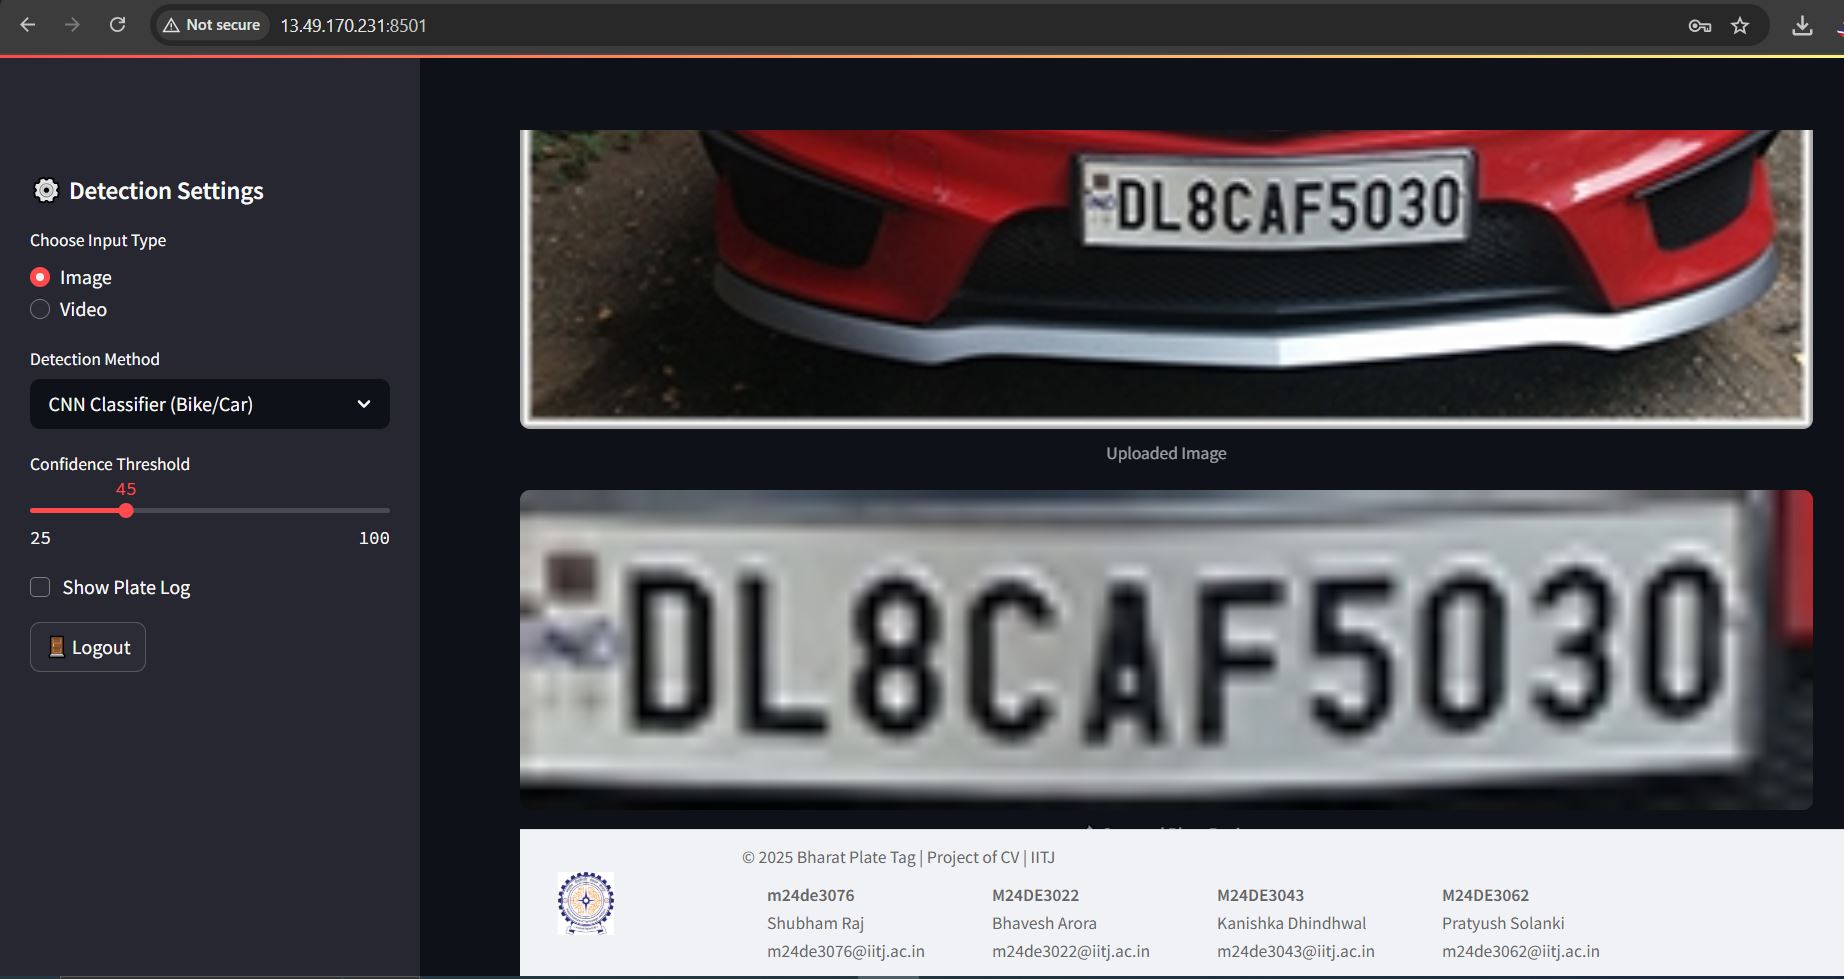 Not secure
13.49.170.231:8501
Detection Settings
Choose Input Type
Image
Video
Detection Method
CNN Classifier (Bike/Car)
Confidence Threshold
45
25 100
Show Plate Log
Logout
IND
DL8CAF5030
Uploaded Image
IND
DL8CAF5030
© 2025 Bharat Plate Tag | Project of CV | IITJ
m24de3076 M24DE3022 M24DE3043 M24DE3062
Shubham Raj Bhavesh Arora Kanishka Dhindhwal Pratyush Solanki
m24de3076@iitj.ac.in m24de3022@iitj.ac.in m24de3043@iitj.ac.in m24de3062@iitj.ac.in